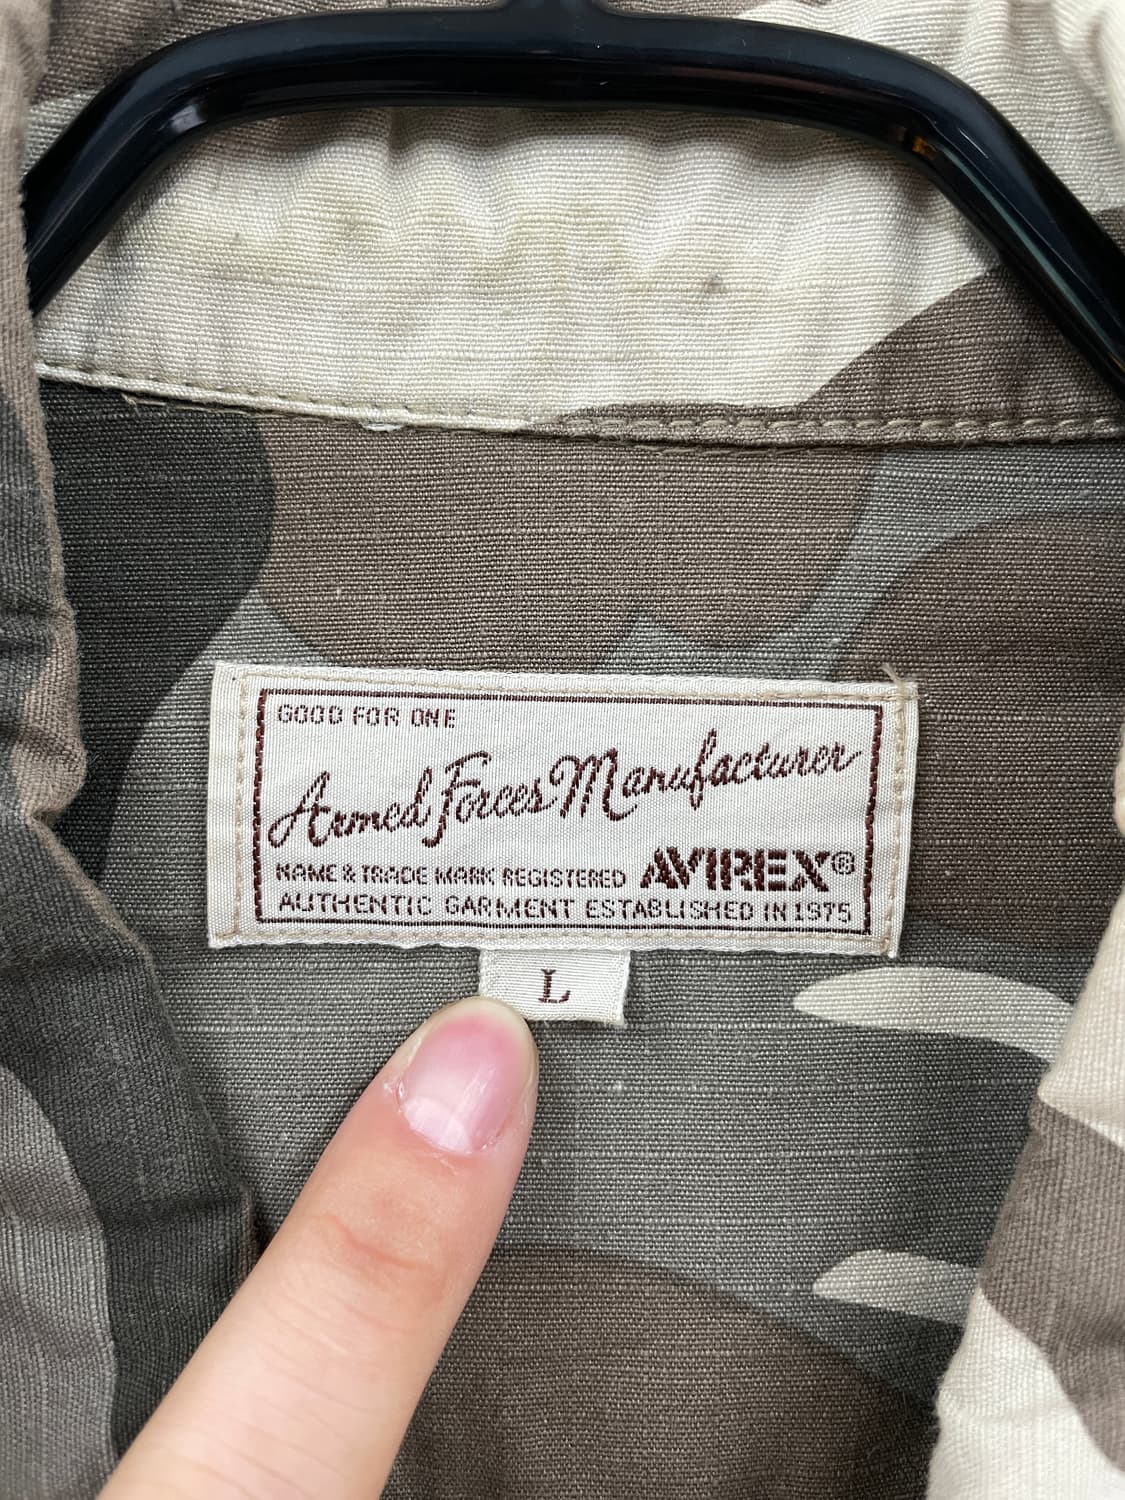 GOOD FOR ONE
Armed Forces Manufacturer
NAME & TRADE MARK REGISTERED AVIREX®
AUTHENTIC GARMENT ESTABLISHED IN 1975
L